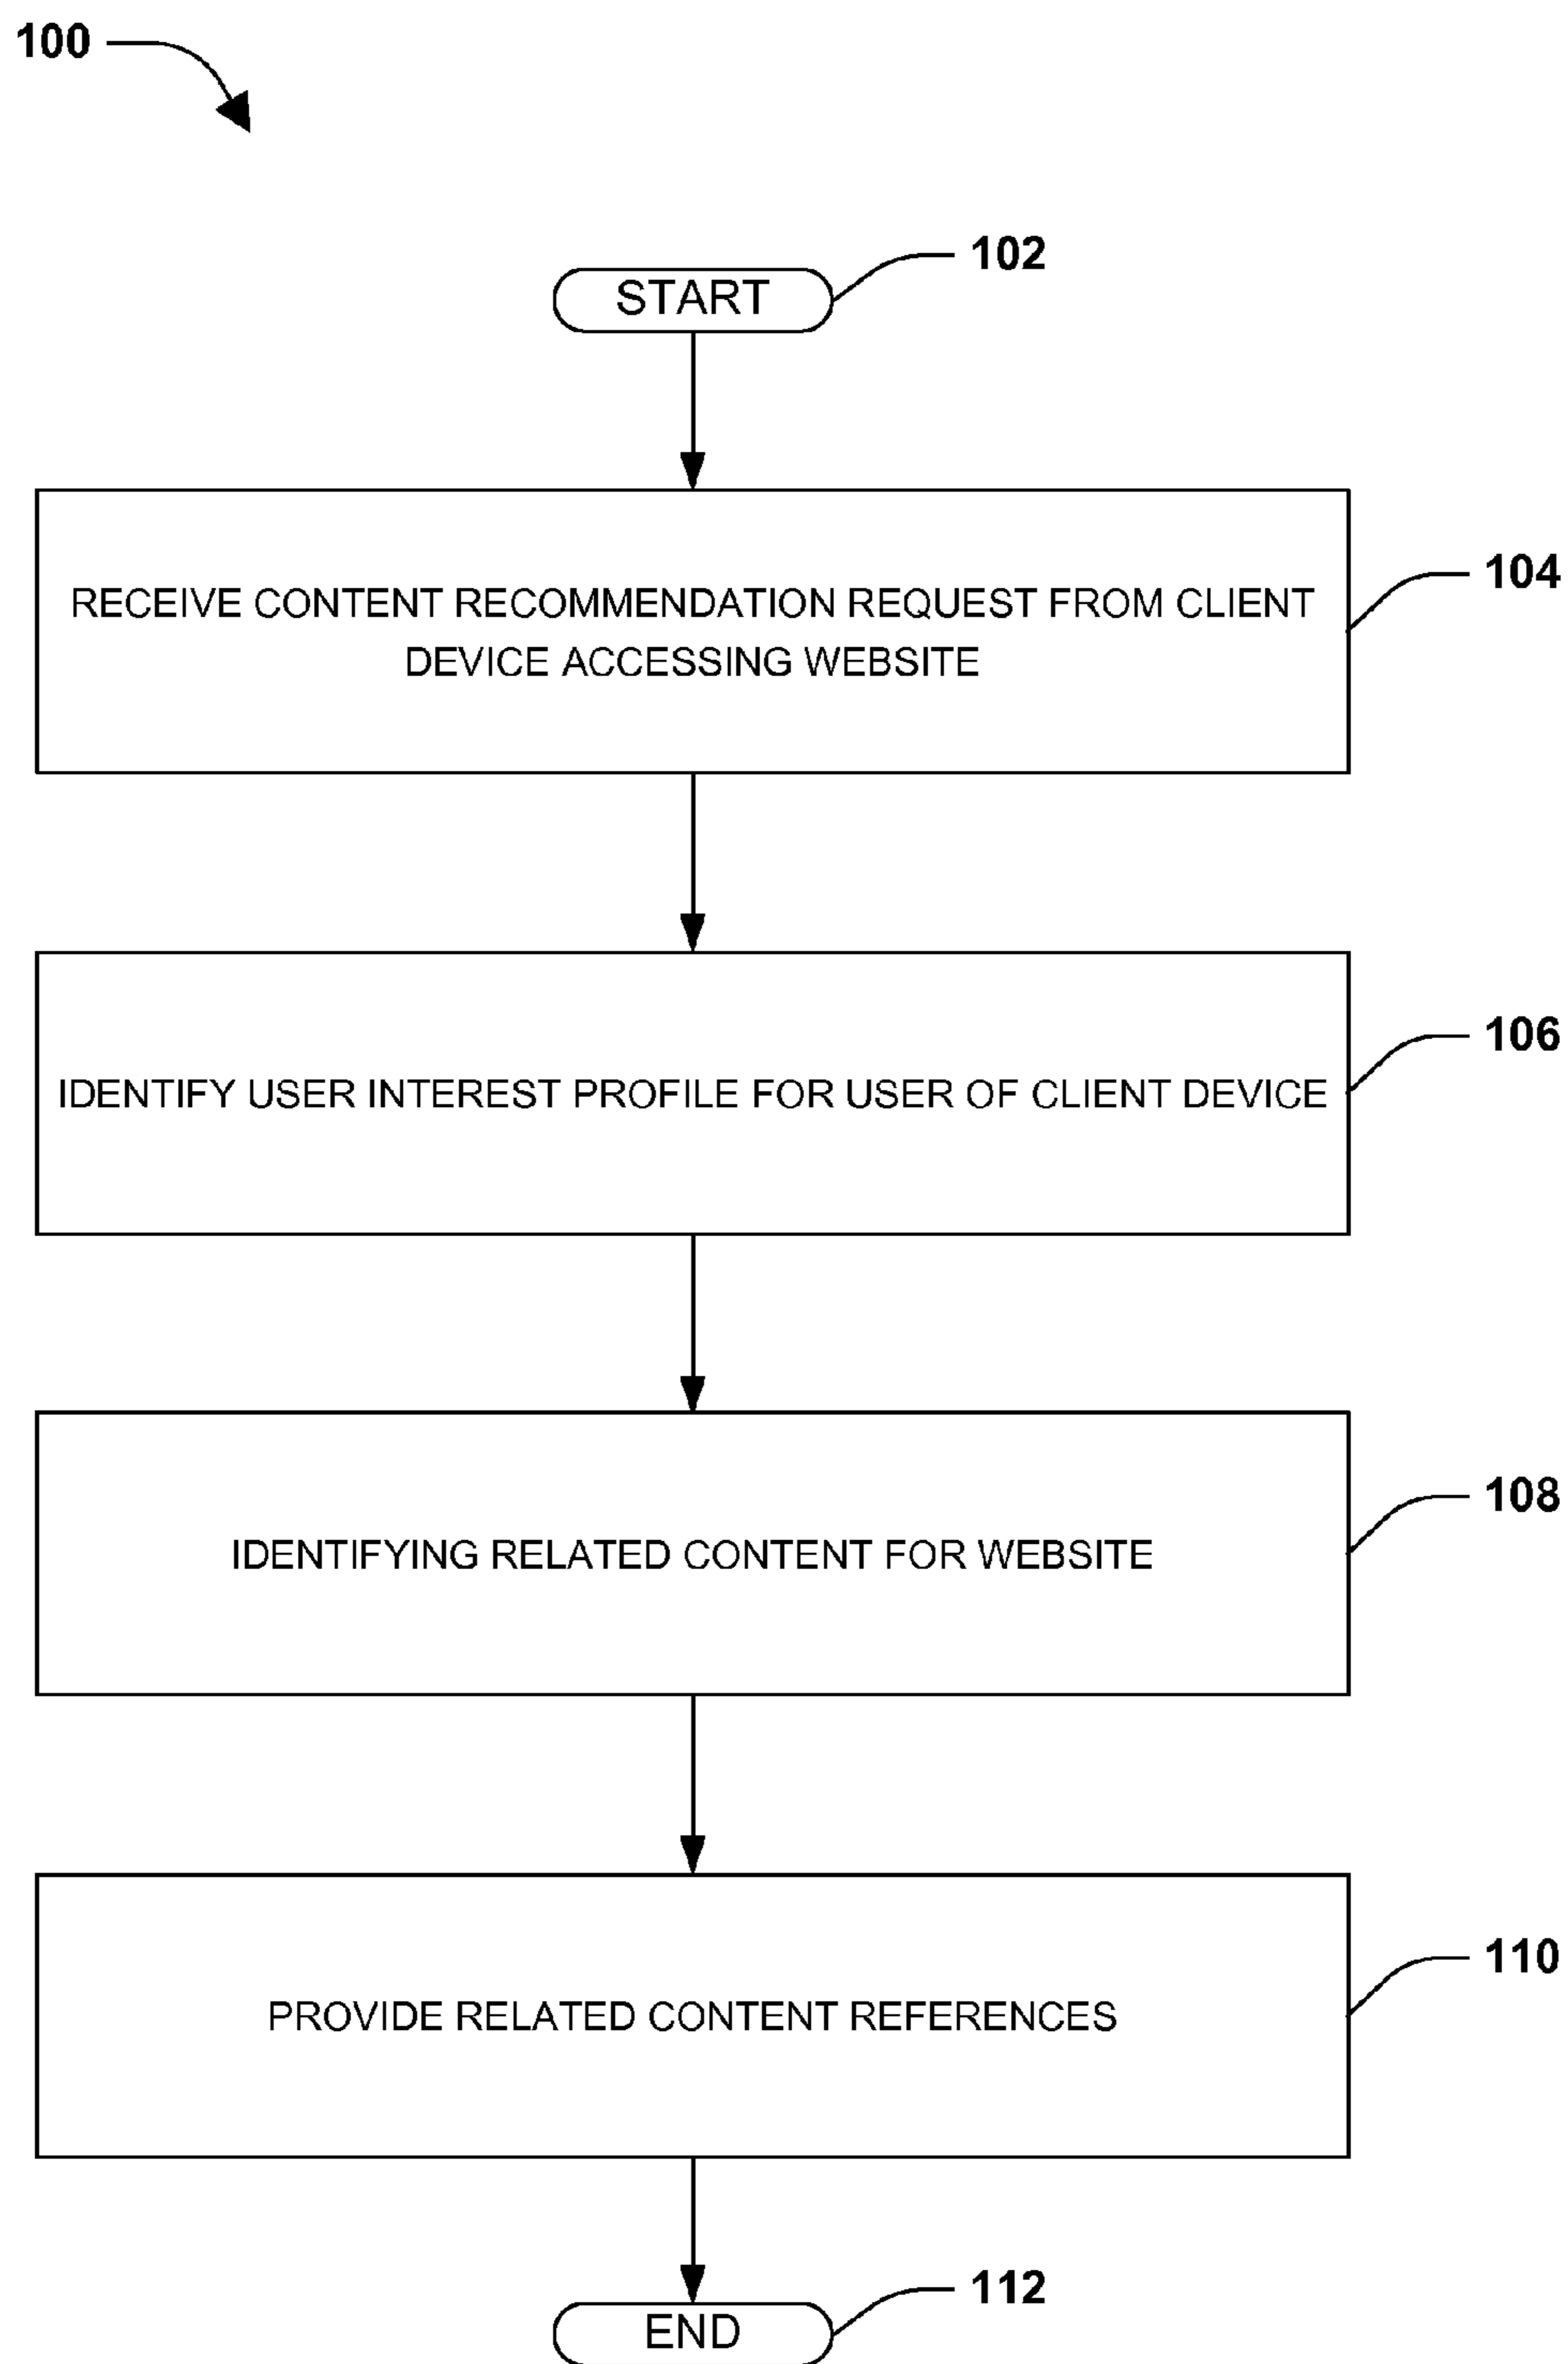 100
102
START
104
RECEIVE CONTENT RECOMMENDATION REQUEST FROM CLIENT
DEVICE ACCESSING WEBSITE
106
IDENTIFY USER INTEREST PROFILE FOR USER OF CLIENT DEVICE
108
IDENTIFYING RELATED CONTENT FOR WEBSITE
110
PROVIDE RELATED CONTENT REFERENCES
112
END